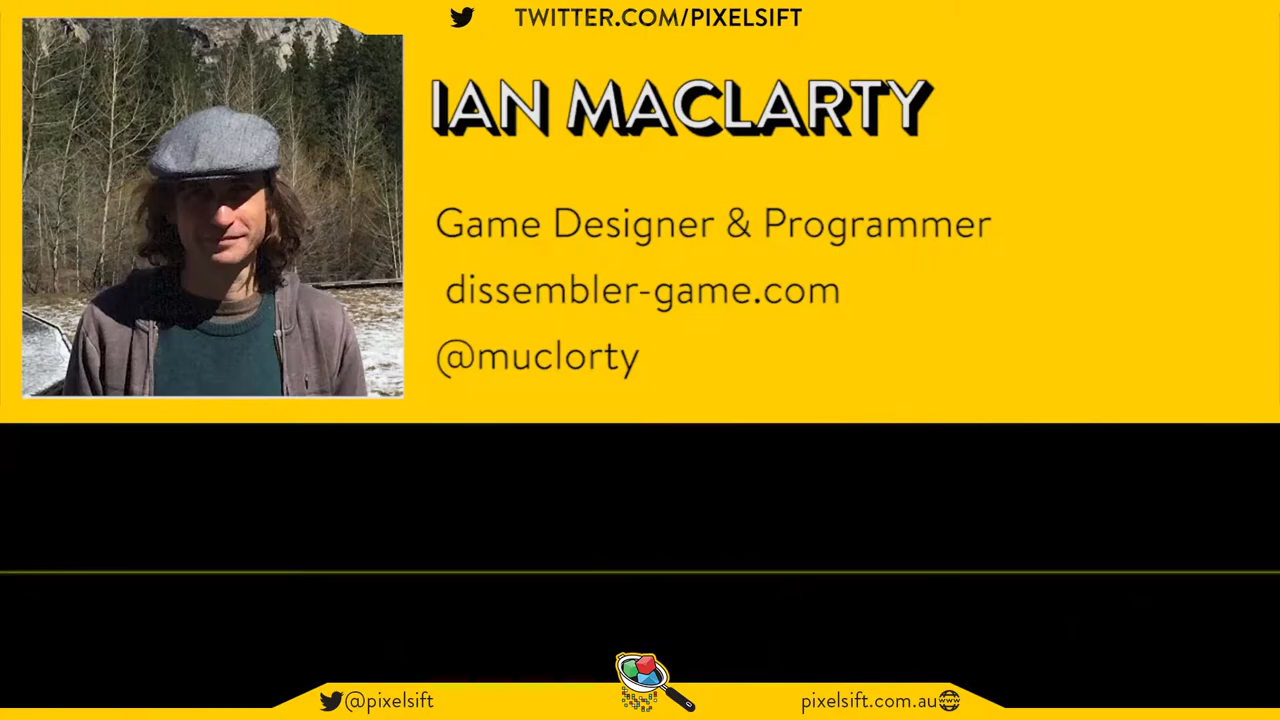 TWITTER.COM/PIXELSIFT
IAN MACLARTY
Game Designer & Programmer
dissembler-game.com
@muclorty
@pixelsift
pixelsift.com.au